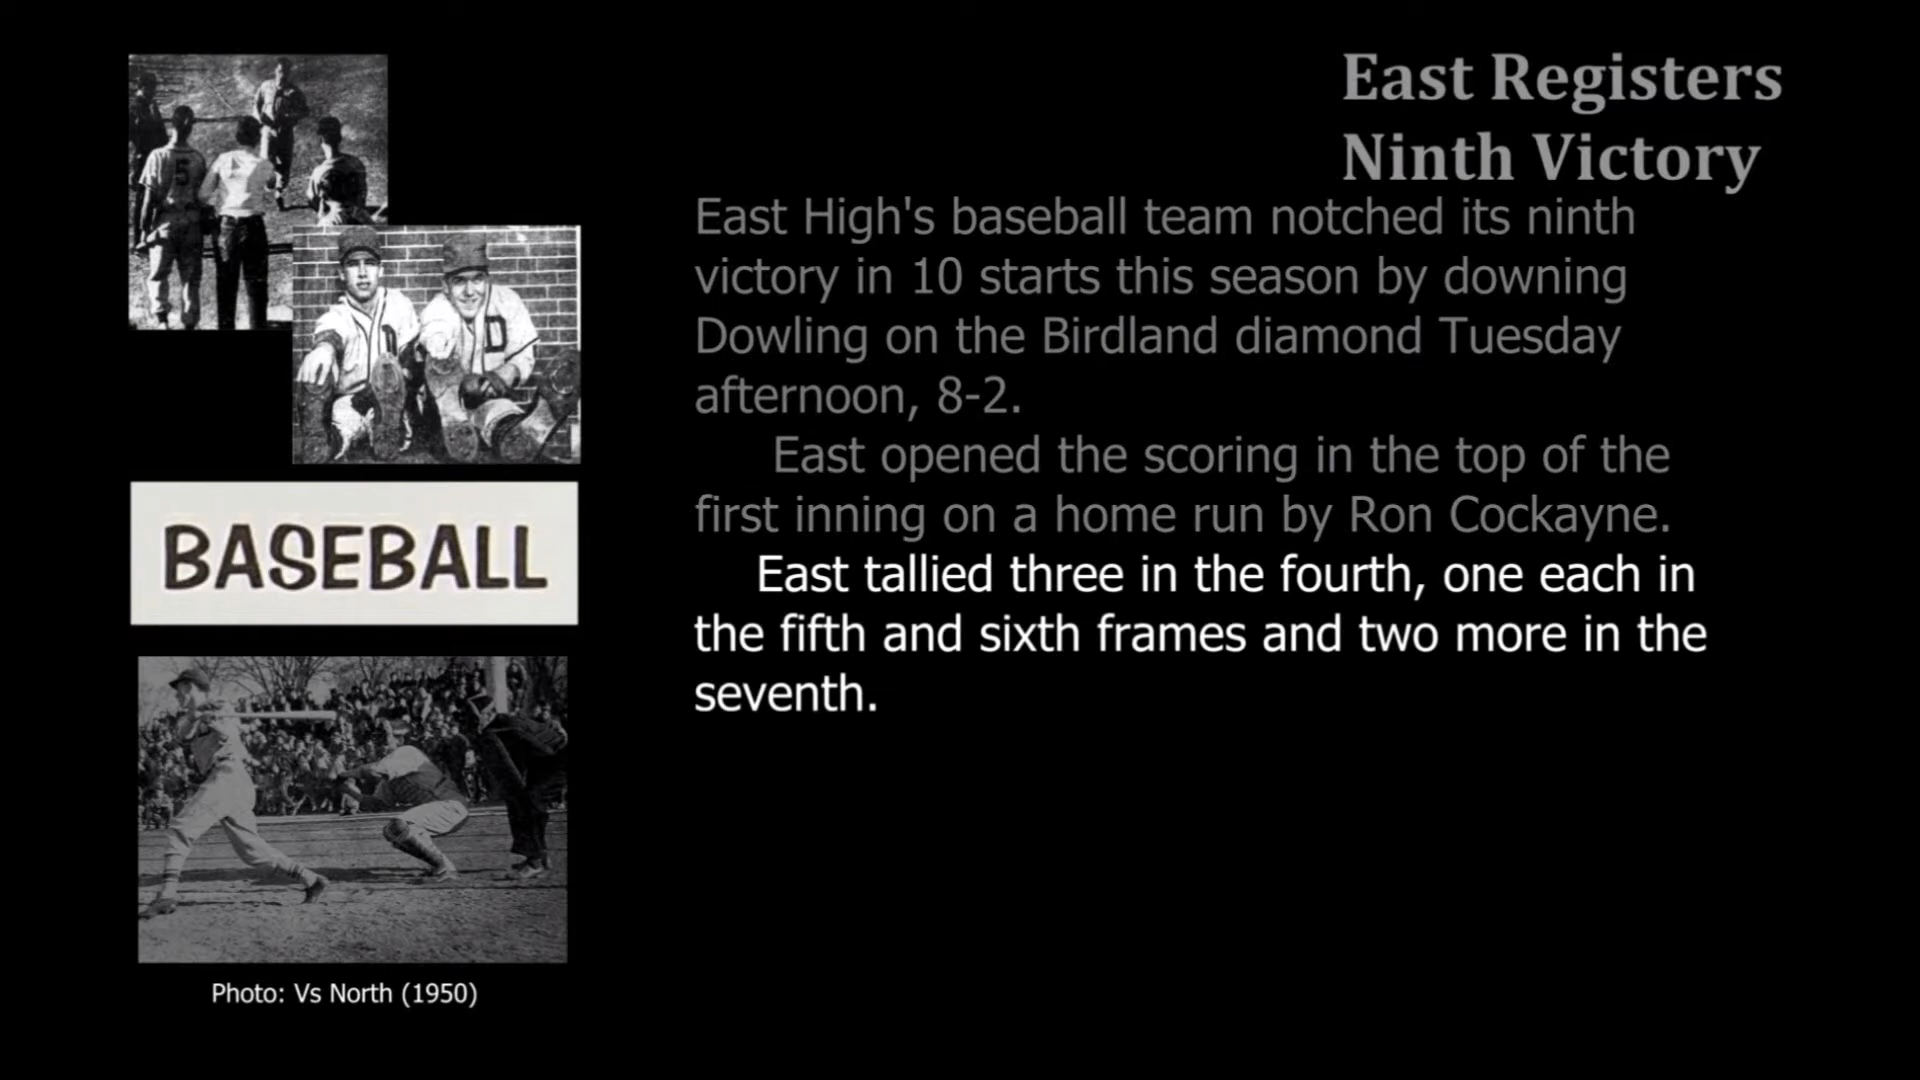 East Registers
Ninth Victory
East High's baseball team notched its ninth
victory in 10 starts this season by downing
Dowling on the Birdland diamond Tuesday
afternoon, 8-2.
East opened the scoring in the top of the
first inning on a home run by Ron Cockayne.
East tallied three in the fourth, one each in
the fifth and sixth frames and two more in the
seventh.
5
D
BASEBALL
Photo: Vs North (1950)